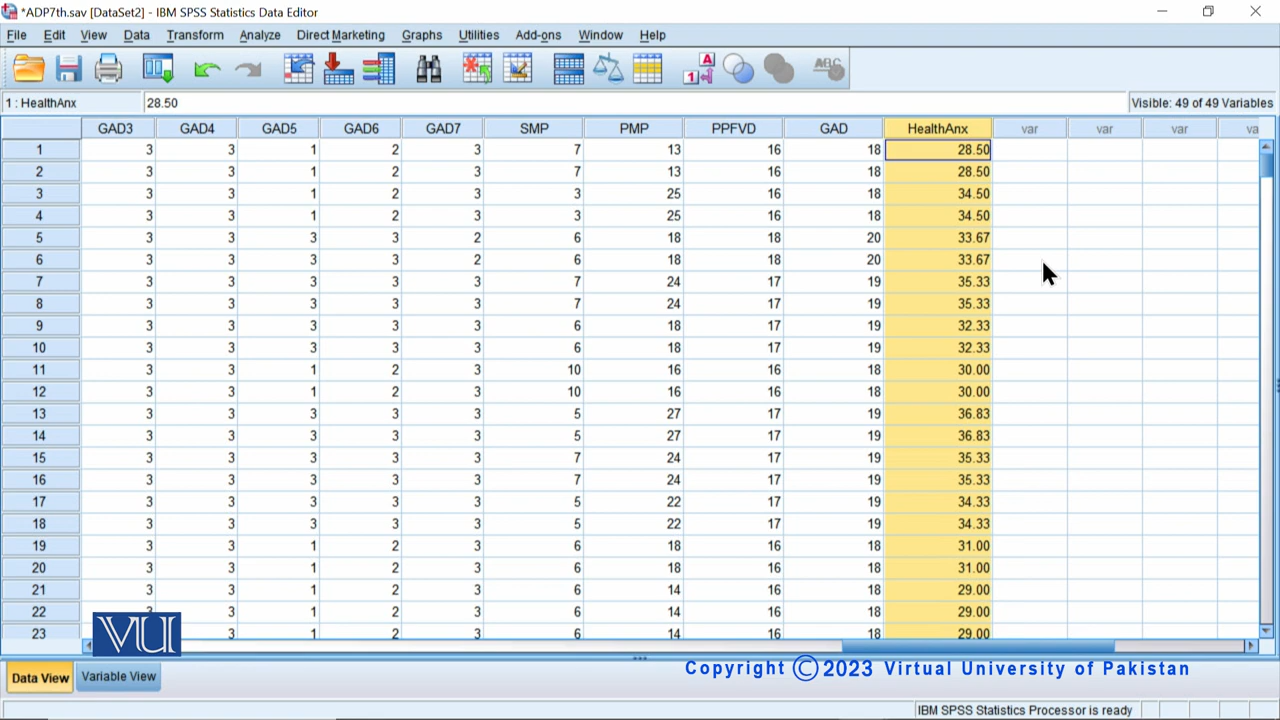 *ADP7th.sav [DataSet2] - IBM SPSS Statistics Data Editor
File Edit View Data Transform Analyze Direct Marketing Graphs Utilities Add-ons Window Help
1 : HealthAnx 28.50 Visible: 49 of 49 Variables
GAD3 GAD4 GAD5 GAD6 GAD7 SMP PMP PPFVD GAD HealthAnx var var var va
1 3 3 1 2 3 7 13 16 18 28.50
2 3 3 1 2 3 7 13 16 18 28.50
3 3 3 1 2 3 3 25 16 18 34.50
4 3 3 1 2 3 3 25 16 18 34.50
5 3 3 3 3 2 6 18 18 20 33.67
6 3 3 3 3 2 6 18 18 20 33.67
7 3 3 3 3 3 7 24 17 19 35.33
8 3 3 3 3 3 7 24 17 19 35.33
9 3 3 3 3 3 6 18 17 19 32.33
10 3 3 3 3 3 6 18 17 19 32.33
11 3 3 1 2 3 10 16 16 18 30.00
12 3 3 1 2 3 10 16 16 18 30.00
13 3 3 3 3 3 5 27 17 19 36.83
14 3 3 3 3 3 5 27 17 19 36.83
15 3 3 3 3 3 7 24 17 19 35.33
16 3 3 3 3 3 7 24 17 19 35.33
17 3 3 3 3 3 5 22 17 19 34.33
18 3 3 3 3 3 5 22 17 19 34.33
19 3 3 1 2 3 6 18 16 18 31.00
20 3 3 1 2 3 6 18 16 18 31.00
21 3 3 1 2 3 6 14 16 18 29.00
22 3 3 1 2 3 6 14 16 18 29.00
23 3 1 2 3 6 14 16 18 29.00
VU
Data View Variable View
Copyright ©2023 Virtual University of Pakistan
IBM SPSS Statistics Processor is ready